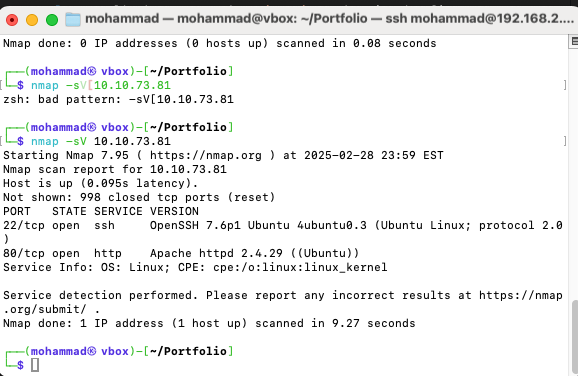 mohammad — mohammad@vbox: ~/Portfolio — ssh mohammad@192.168.2....
Nmap done: 0 IP addresses (0 hosts up) scanned in 0.08 seconds
┌──(mohammad㉿ vbox)-[~/Portfolio]
└─$ nmap -sV[10.10.73.81
zsh: bad pattern: -sV[10.10.73.81
┌──(mohammad㉿ vbox)-[~/Portfolio]
└─$ nmap -sV 10.10.73.81
Starting Nmap 7.95 ( https://nmap.org ) at 2025-02-28 23:59 EST
Nmap scan report for 10.10.73.81
Host is up (0.095s latency).
Not shown: 998 closed tcp ports (reset)
PORT   STATE SERVICE VERSION
22/tcp open  ssh     OpenSSH 7.6p1 Ubuntu 4ubuntu0.3 (Ubuntu Linux; protocol 2.0
)
80/tcp open  http    Apache httpd 2.4.29 ((Ubuntu))
Service Info: OS: Linux; CPE: cpe:/o:linux:linux_kernel
Service detection performed. Please report any incorrect results at https://nmap
.org/submit/ .
Nmap done: 1 IP address (1 host up) scanned in 9.27 seconds
┌──(mohammad㉿ vbox)-[~/Portfolio]
└─$